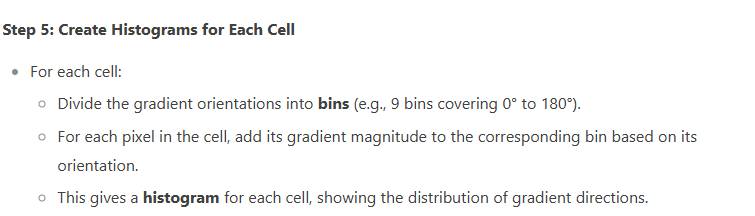 Step 5: Create Histograms for Each Cell
For each cell:
Divide the gradient orientations into bins (e.g., 9 bins covering 0° to 180°).
For each pixel in the cell, add its gradient magnitude to the corresponding bin based on its
orientation.
This gives a histogram for each cell, showing the distribution of gradient directions.